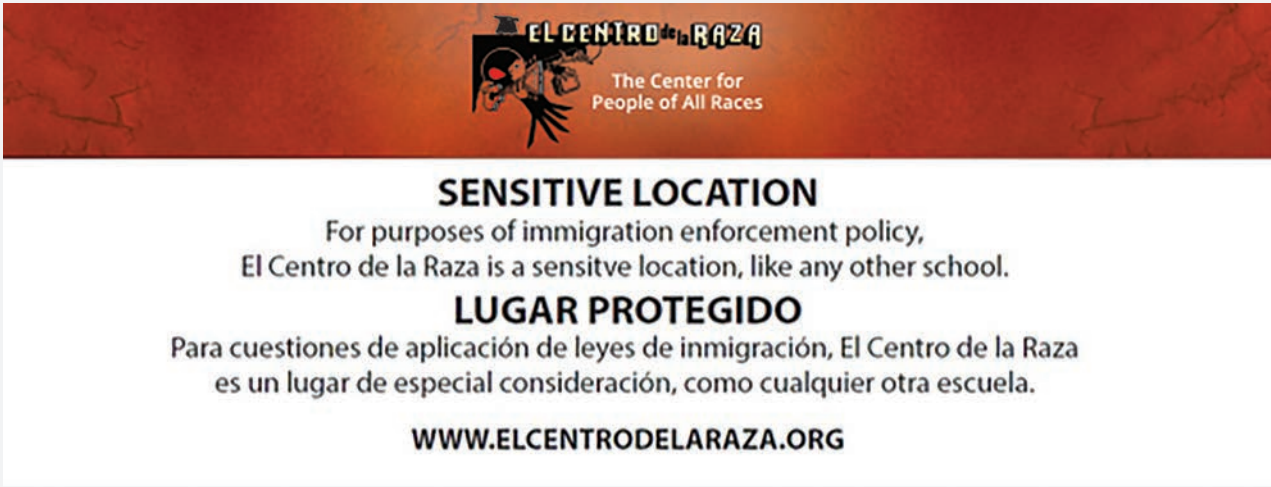 EL CENTRO de la RAZA
The Center for
People of All Races
SENSITIVE LOCATION
For purposes of immigration enforcement policy,
El Centro de la Raza is a sensitve location, like any other school.
LUGAR PROTEGIDO
Para cuestiones de aplicación de leyes de inmigración, El Centro de la Raza
es un lugar de especial consideración, como cualquier otra escuela.
WWW.ELCENTRODELARAZA.ORG